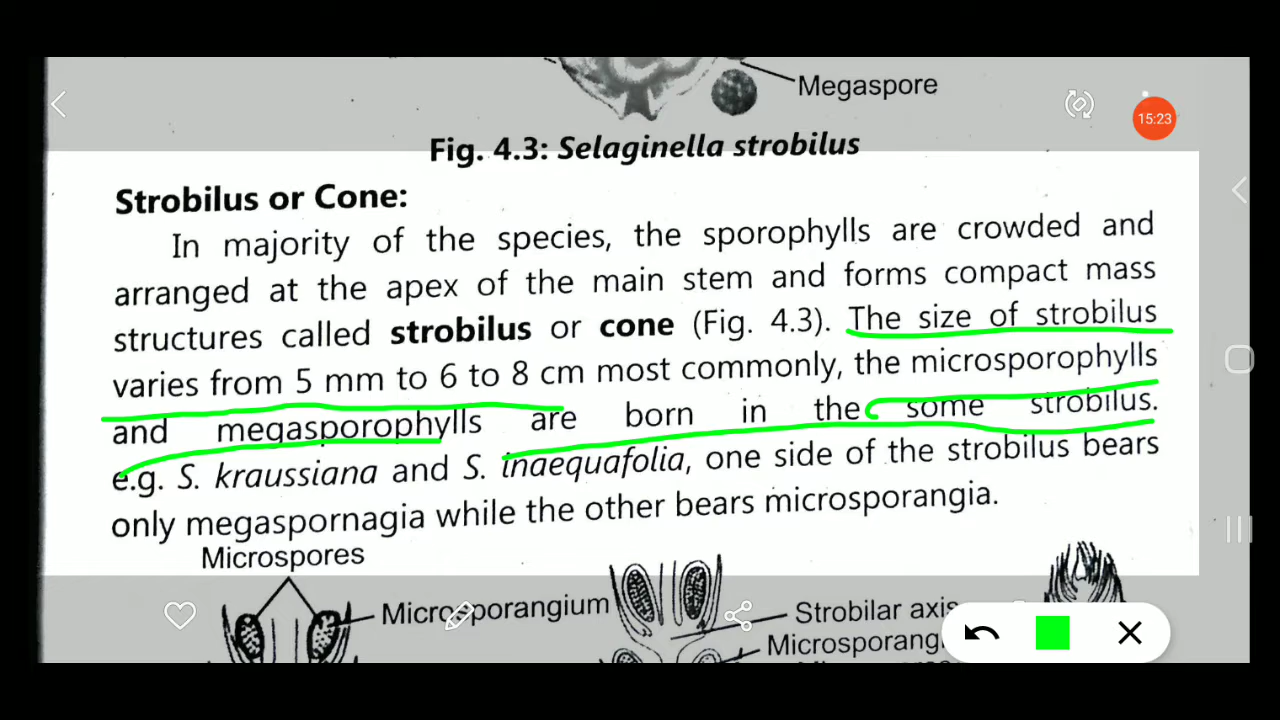 Megaspore
15:23
Fig. 4.3: Selaginella strobilus
Strobilus or Cone:
In majority of the species, the sporophylls are crowded and
arranged at the apex of the main stem and forms compact mass
structures called strobilus or cone (Fig. 4.3). The size of strobilus
varies from 5 mm to 6 to 8 cm most commonly, the microsporophylls
and megasporophylls are born in the some strobilus.
e.g. S. kraussiana and S. inaequafolia, one side of the strobilus bears
only megaspornagia while the other bears microsporangia.
Microspores
Microsporangium
Strobilar axis
Microsporangi